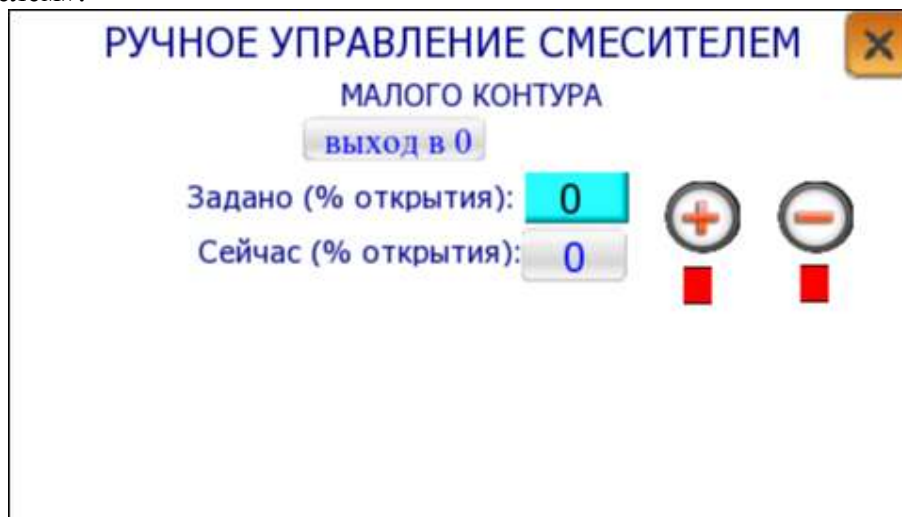 РУЧНОЕ УПРАВЛЕНИЕ СМЕСИТЕЛЕМ
МАЛОГО КОНТУРА
выход в 0
Задано (% открытия): 0
Сейчас (% открытия): 0